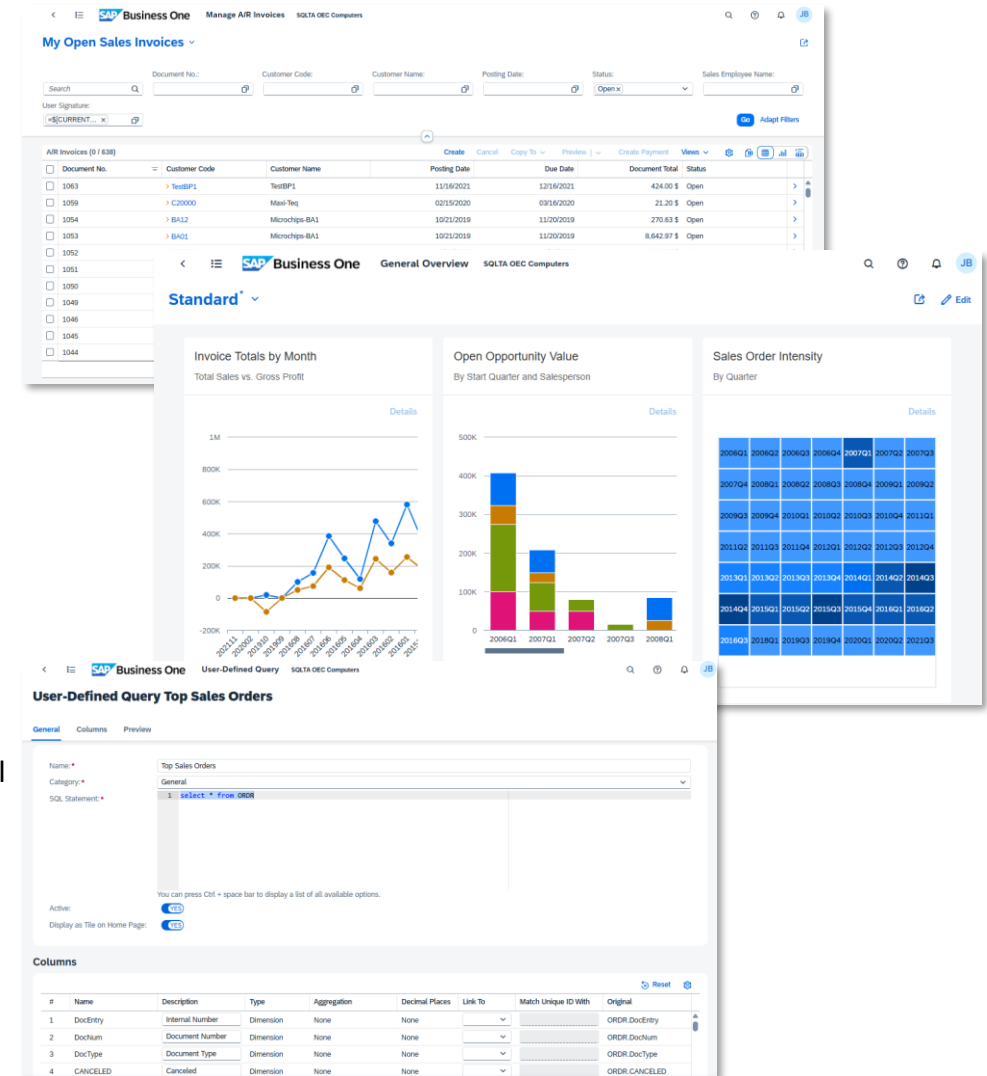 SAP Business One Manage A/R Invoices SQLTA OEC Computers JB
My Open Sales Invoices
Document No.: Customer Code: Customer Name: Posting Date: Status: Sales Employee Name:
Search Open x
User Signature:
=$[CURRENT... x Go Adapt Filters
A/R Invoices (0 / 638) Create Cancel Copy To Preview | Create Payment Views
Document No. Customer Code Customer Name Posting Date Due Date Document Total Status
1063 TestBP1 TestBP1 11/16/2021 12/16/2021 424.00 $ Open
1059 C20000 Maxi-Teq 02/15/2020 03/16/2020 21.20 $ Open
1054 BA12 Microchips-BA1 10/21/2019 11/20/2019 270.63 $ Open
1053 BA01 Microchips-BA1 10/21/2019 11/20/2019 8,642.97 $ Open
1052
1051
1050
1049
1046
1045
1044
SAP Business One General Overview SQLTA OEC Computers JB
Standard* Edit
Invoice Totals by Month
Total Sales vs. Gross Profit
Details
1M
800K
600K
400K
200K
0
-200K
202111 202002 201910 201909 201608 201607 201606 201605 201604 201603 201602 201601 2015
Open Opportunity Value
By Start Quarter and Salesperson
Details
500K
400K
300K
200K
100K
0
2006Q1 2007Q1 2007Q2 2007Q3 2008Q1
Sales Order Intensity
By Quarter
Details
2006Q1 2006Q2 2006Q3 2006Q4 2007Q1 2007Q2 2007Q3
2007Q4 2008Q1 2008Q2 2008Q3 2008Q4 2009Q1 2009Q2
2009Q3 2009Q4 2010Q1 2010Q2 2010Q3 2010Q4 2011Q1
2011Q2 2011Q3 2011Q4 2012Q1 2012Q2 2012Q3 2012Q4
2013Q1 2013Q2 2013Q3 2013Q4 2014Q1 2014Q2 2014Q3
2014Q4 2015Q1 2015Q2 2015Q3 2015Q4 2016Q1 2016Q2
2016Q3 2018Q1 2019Q3 2019Q4 2020Q1 2020Q2 2021Q3
SAP Business One User-Defined Query SQLTA OEC Computers JB
User-Defined Query Top Sales Orders
General Columns Preview
Name:* Top Sales Orders
Category:* General
SQL Statement:* 1 select * from ORDR
You can press Ctrl + space bar to display a list of all available options.
Active: YES
Display as Tile on Home Page: YES
Columns
Reset
# Name Description Type Aggregation Decimal Places Link To Match Unique ID With Original
1 DocEntry Internal Number Dimension None None ORDR.DocEntry
2 DocNum Document Number Dimension None None ORDR.DocNum
3 DocType Document Type Dimension None None ORDR.DocType
4 CANCELED Canceled Dimension None None ORDR.CANCELED